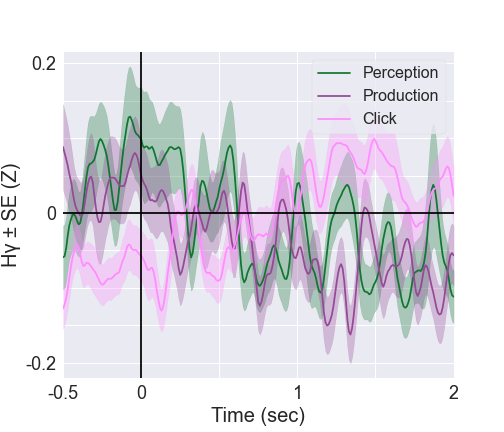 0.2
0
-0.2
Hγ ± SE (Z)
Perception
Production
Click
-0.5
0
1
2
Time (sec)